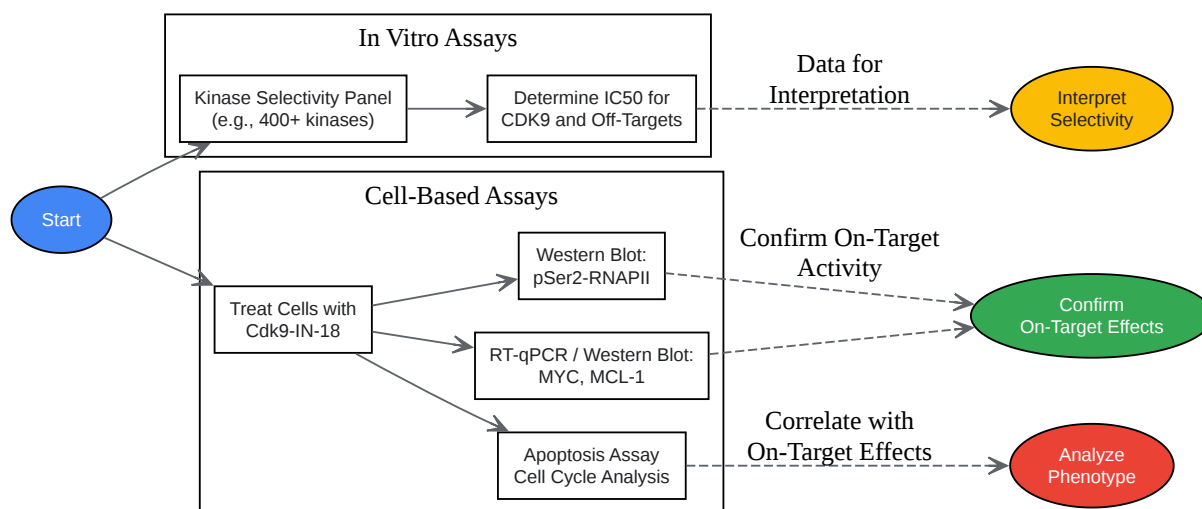 In Vitro Assays
Kinase Selectivity Panel
(e.g., 400+ kinases)
Determine IC50 for
CDK9 and Off-Targets
Data for
Interpretation
Interpret
Selectivity
Start
Cell-Based Assays
Treat Cells with
Cdk9-IN-18
Western Blot:
pSer2-RNAPII
RT-qPCR / Western Blot:
MYC, MCL-1
Apoptosis Assay
Cell Cycle Analysis
Confirm On-Target
Activity
Confirm
On-Target Effects
Correlate with
On-Target Effects
Analyze
Phenotype